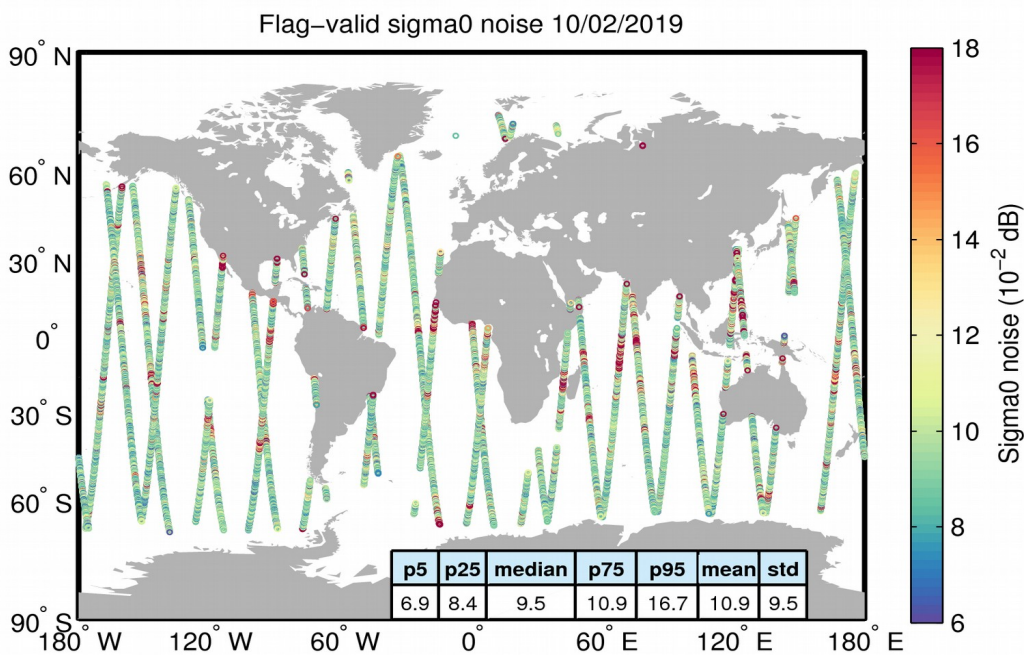 Flag−valid sigma0 noise 10/02/2019
90° N
60° N
30° N
0°
30° S
60° S
90° S
180° W
120° W
60° W
0°
60° E
120° E
180° E
p5 p25 median p75 p95 mean std
6.9 8.4 9.5 10.9 16.7 10.9 9.5
18
16
14
12
10
8
6
Sigma0 noise (10⁻² dB)